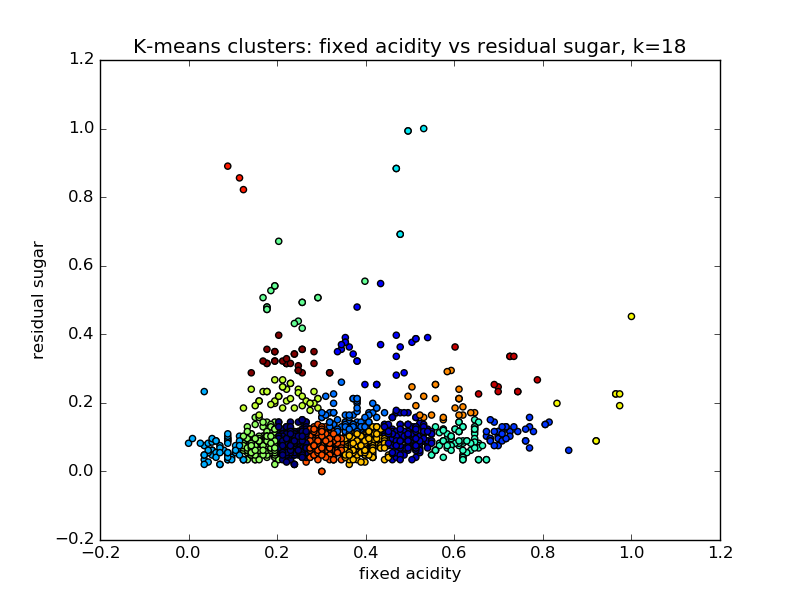 K-means clusters: fixed acidity vs residual sugar, k=18
1.2
1.0
0.8
0.6
0.4
0.2
0.0
−0.2
residual sugar
−0.2 0.0 0.2 0.4 0.6 0.8 1.0 1.2
fixed acidity